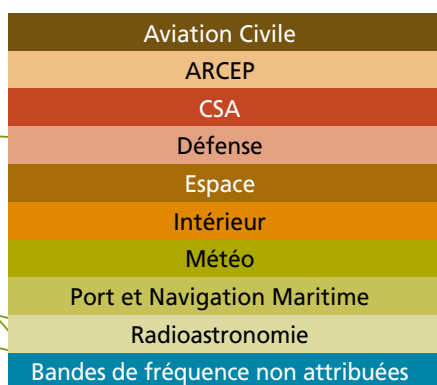 Aviation Civile
ARCEP
CSA
Défense
Espace
Intérieur
Météo
Port et Navigation Maritime
Radioastronomie
Bandes de fréquence non attribuées